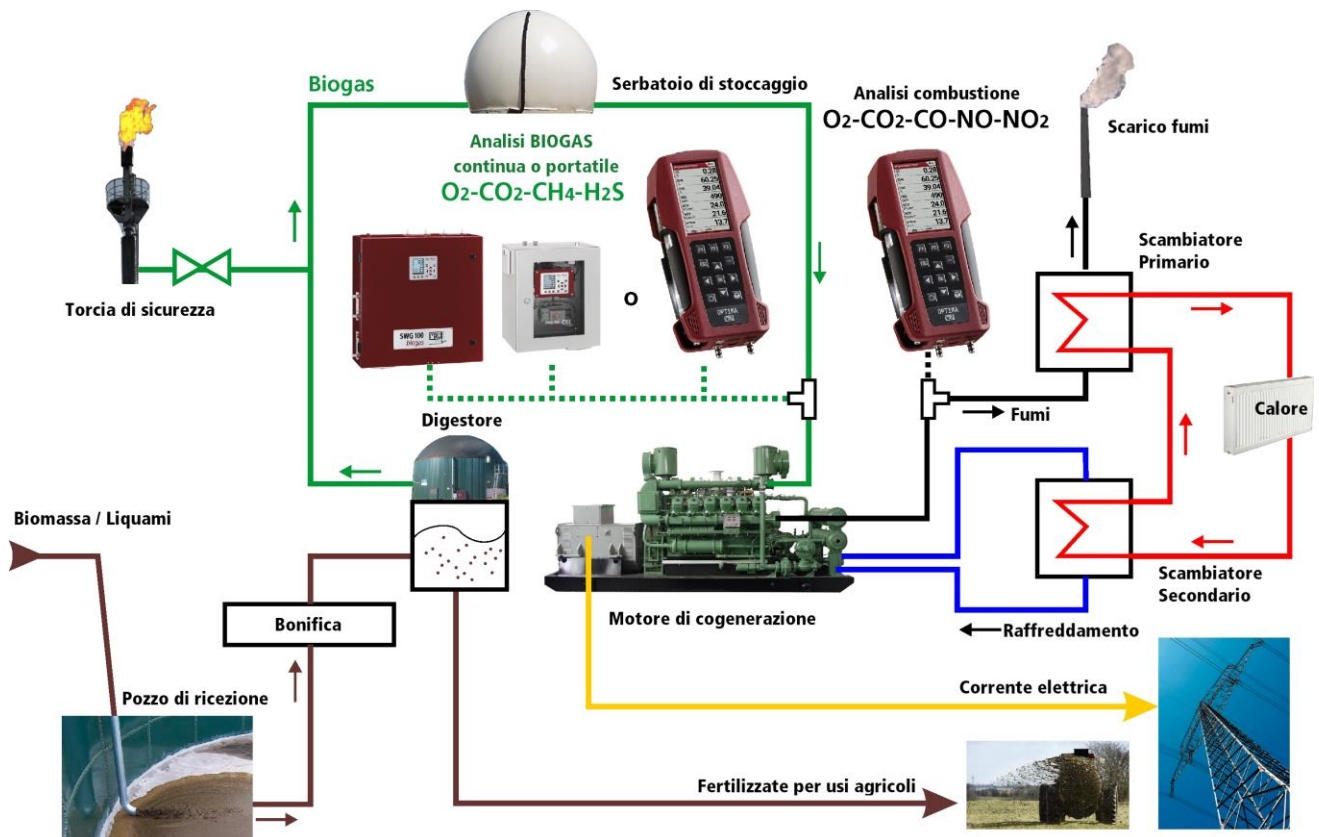 Biogas
Serbatoio di stoccaggio
Analisi combustione
O2-CO2-CO-NO-NO2
Scarico fumi
Analisi BIOGAS
continua o portatile
O2-CO2-CH4-H2S
Scambiatore
Primario
Torcia di sicurezza
o
SWG 100
biogas
OPTIMA
OPTIMA
Calore
Fumi
Digestore
Biomassa / Liquami
Bonifica
Motore di cogenerazione
Scambiatore
Secondario
Raffreddamento
Pozzo di ricezione
Corrente elettrica
Fertilizzate per usi agricoli